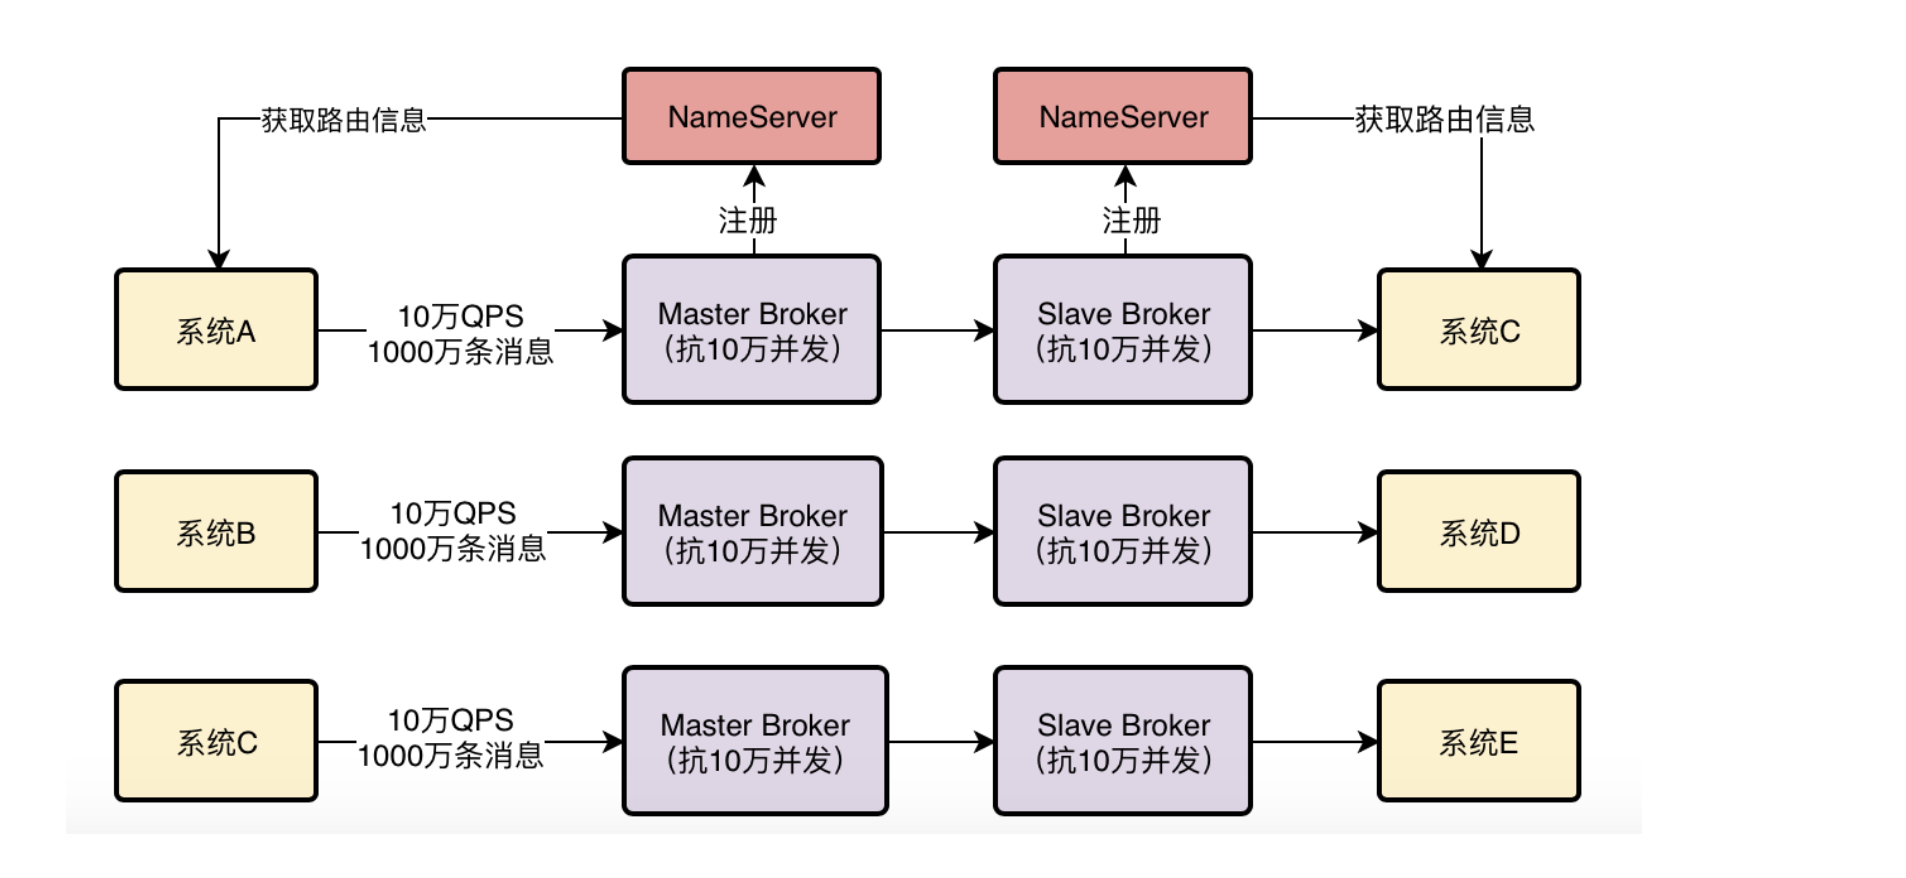 获取路由信息
NameServer
NameServer
获取路由信息
注册
注册
系统A
10万QPS
1000万条消息
Master Broker
(抗10万并发)
Slave Broker
(抗10万并发)
系统C
系统B
10万QPS
1000万条消息
Master Broker
(抗10万并发)
Slave Broker
(抗10万并发)
系统D
系统C
10万QPS
1000万条消息
Master Broker
(抗10万并发)
Slave Broker
(抗10万并发)
系统E